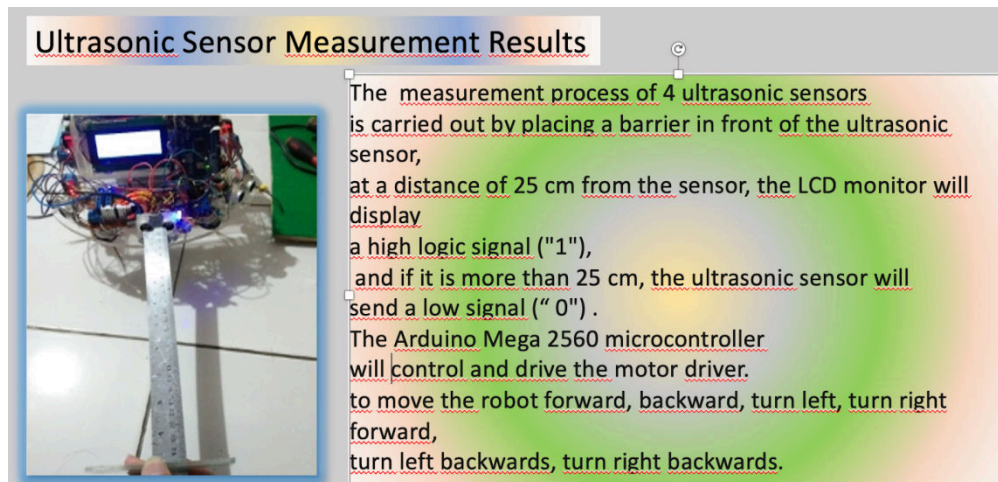 Ultrasonic Sensor Measurement Results
The  measurement process of 4 ultrasonic sensors
is carried out by placing a barrier in front of the ultrasonic
sensor,
at a distance of 25 cm from the sensor, the LCD monitor will
display
a high logic signal ("1"),
 and if it is more than 25 cm, the ultrasonic sensor will
send a low signal (“ 0") .
The Arduino Mega 2560 microcontroller
will control and drive the motor driver.
to move the robot forward, backward, turn left, turn right
forward,
turn left backwards, turn right backwards.